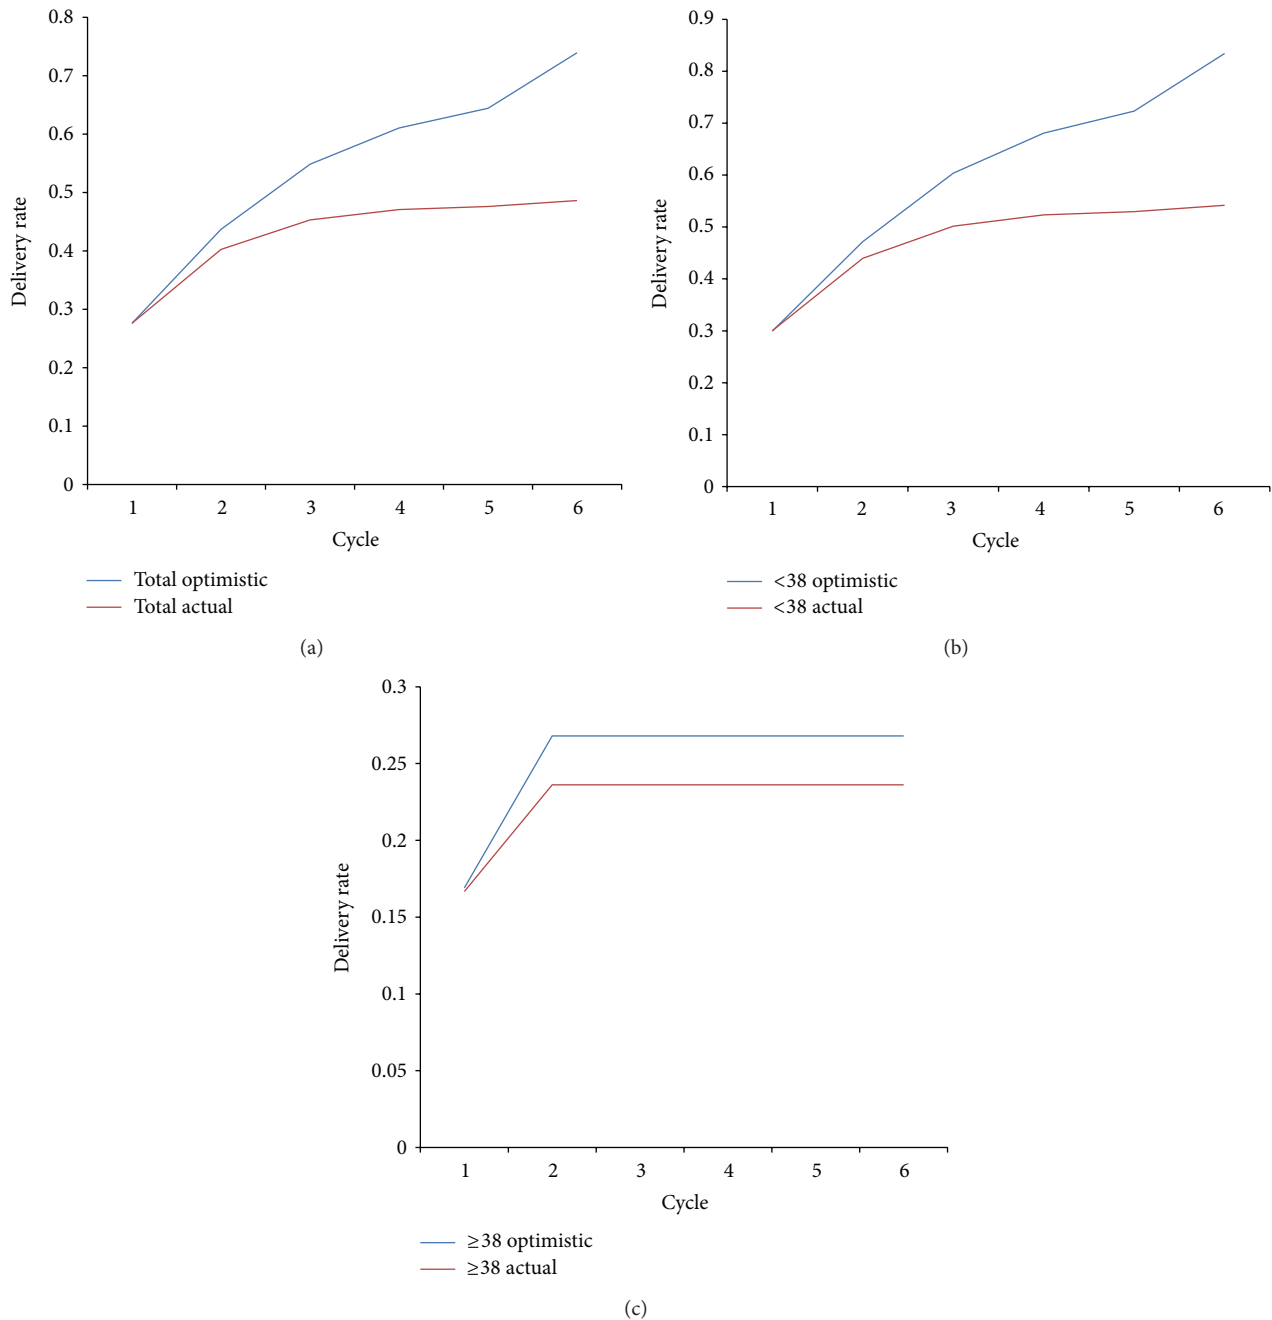 0.8
0.7
0.6
0.5
0.4
0.3
0.2
0.1
0
Delivery rate
1 2 3 4 5 6
Cycle
Total optimistic
Total actual
(a)
0.9
0.8
0.7
0.6
0.5
0.4
0.3
0.2
0.1
0
Delivery rate
1 2 3 4 5 6
Cycle
<38 optimistic
<38 actual
(b)
0.3
0.25
0.2
0.15
0.1
0.05
0
Delivery rate
1 2 3 4 5 6
Cycle
≥38 optimistic
≥38 actual
(c)